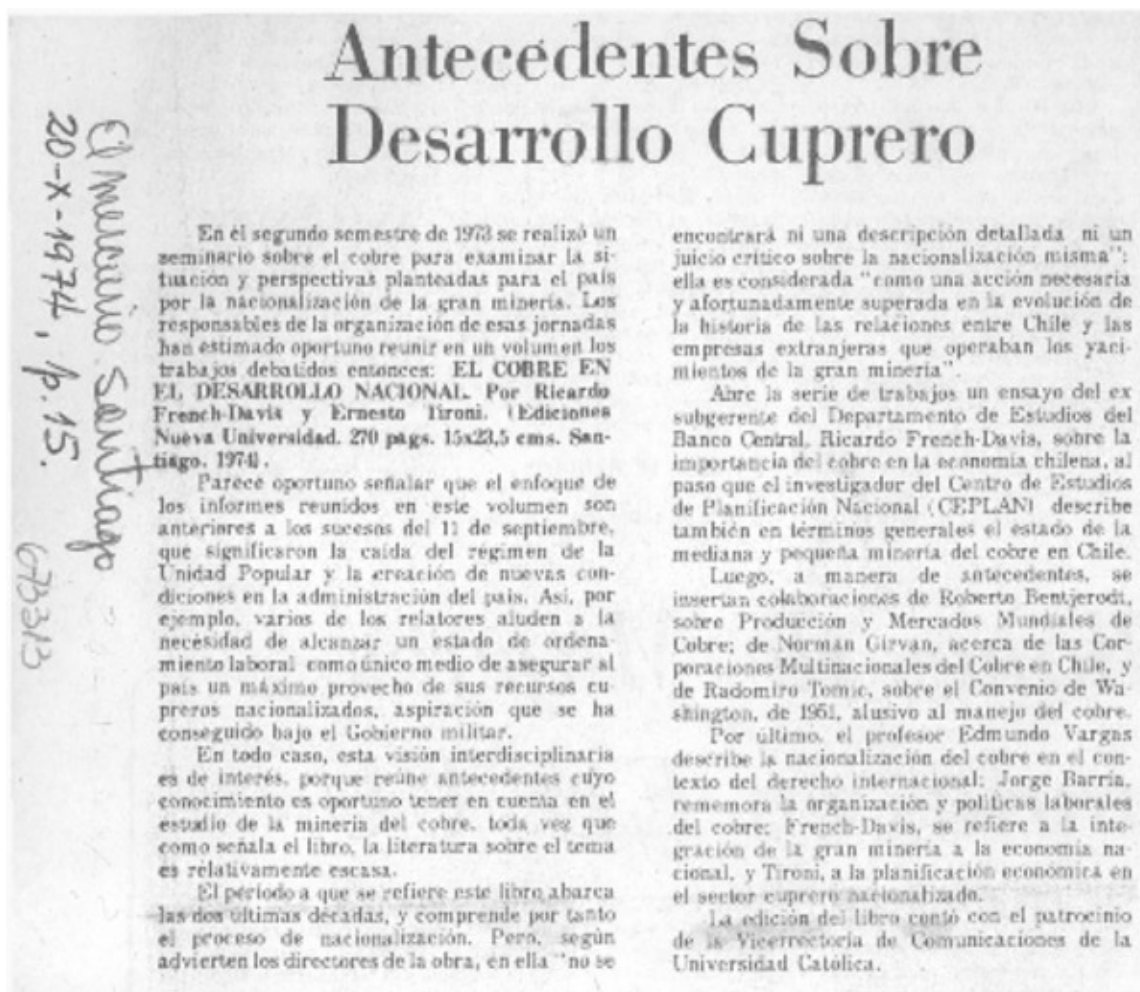 Antecedentes Sobre
Desarrollo Cuprero
El Mercurio Santiago
20-X-1974, p.15.
En el segundo semestre de 1973 se realizó un
seminario sobre el cobre para examinar la si-
tuación y perspectivas planteadas para el país
por la nacionalización de la gran minería. Los
responsables de la organización de esas jornadas
han estimado oportuno reunir en un volumen los
trabajos debatidos entonces: EL COBRE EN
EL DESARROLLO NACIONAL. Por Ricardo
French-Davis y Ernesto Tironi. (Ediciones
Nueva Universidad. 270 págs. 15x23,5 cms. San-
tiago. 1974).
Parece oportuno señalar que el enfoque de
los informes reunidos en este volumen son
anteriores a los sucesos del 11 de septiembre,
que significaron la caída del régimen de la
Unidad Popular y la creación de nuevas con-
diciones en la administración del país. Así, por
ejemplo, varios de los relatores aluden a la
necesidad de alcanzar un estado de ordena-
miento laboral como único medio de asegurar al
país un máximo provecho de sus recursos cu-
preros nacionalizados, aspiración que se ha
conseguido bajo el Gobierno militar.
En todo caso, esta visión interdisciplinaria
es de interés, porque reúne antecedentes cuyo
conocimiento es oportuno tener en cuenta en el
estudio de la minería del cobre, toda vez que
como señala el libro, la literatura sobre el tema
es relativamente escasa.
El período a que se refiere este libro abarca
las dos últimas décadas, y comprende por tanto
el proceso de nacionalización. Pero, según
advierten los directores de la obra, en ella "no se
encontrará ni una descripción detallada ni un
juicio crítico sobre la nacionalización misma";
ella es considerada "como una acción necesaria
y afortunadamente superada en la evolución de
la historia de las relaciones entre Chile y las
empresas extranjeras que operaban los yaci-
mientos de la gran minería".
Abre la serie de trabajos un ensayo del ex
subgerente del Departamento de Estudios del
Banco Central, Ricardo French-Davis, sobre la
importancia del cobre en la economía chilena, al
paso que el investigador del Centro de Estudios
de Planificación Nacional (CEPLAN) describe
también en términos generales el estado de la
mediana y pequeña minería del cobre en Chile.
Luego, a manera de antecedentes, se
insertan colaboraciones de Roberto Bentjerodt,
sobre Producción y Mercados Mundiales de
Cobre; de Norman Girvan, acerca de las Cor-
poraciones Multinacionales del Cobre en Chile, y
de Radomiro Tomic, sobre el Convenio de Wa-
shington, de 1951, alusivo al manejo del cobre.
Por último, el profesor Edmundo Vargas
describe la nacionalización del cobre en el con-
texto del derecho internacional; Jorge Barría,
rememora la organización y políticas laborales
del cobre; French-Davis, se refiere a la inte-
gración de la gran minería a la economía na-
cional, y Tironi, a la planificación económica en
el sector cuprero nacionalizado.
La edición del libro contó con el patrocinio
de la Vicerrectoría de Comunicaciones de la
Universidad Católica.